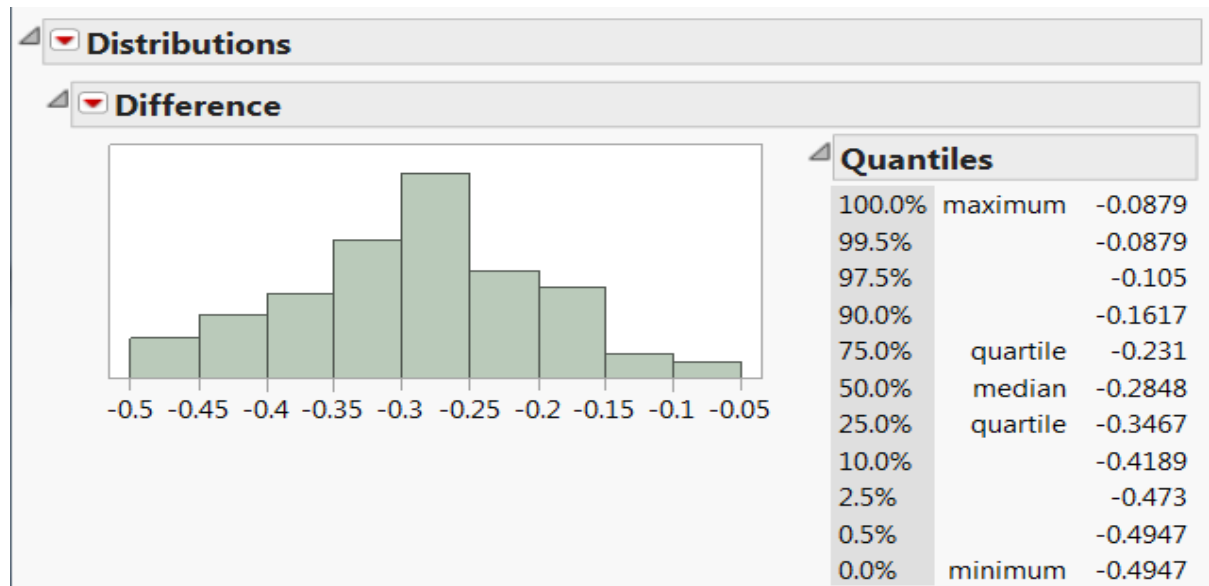 Distributions
Difference
-0.5 -0.45 -0.4 -0.35 -0.3 -0.25 -0.2 -0.15 -0.1 -0.05
Quantiles
100.0% maximum -0.0879
99.5% -0.0879
97.5% -0.105
90.0% -0.1617
75.0% quartile -0.231
50.0% median -0.2848
25.0% quartile -0.3467
10.0% -0.4189
2.5% -0.473
0.5% -0.4947
0.0% minimum -0.4947